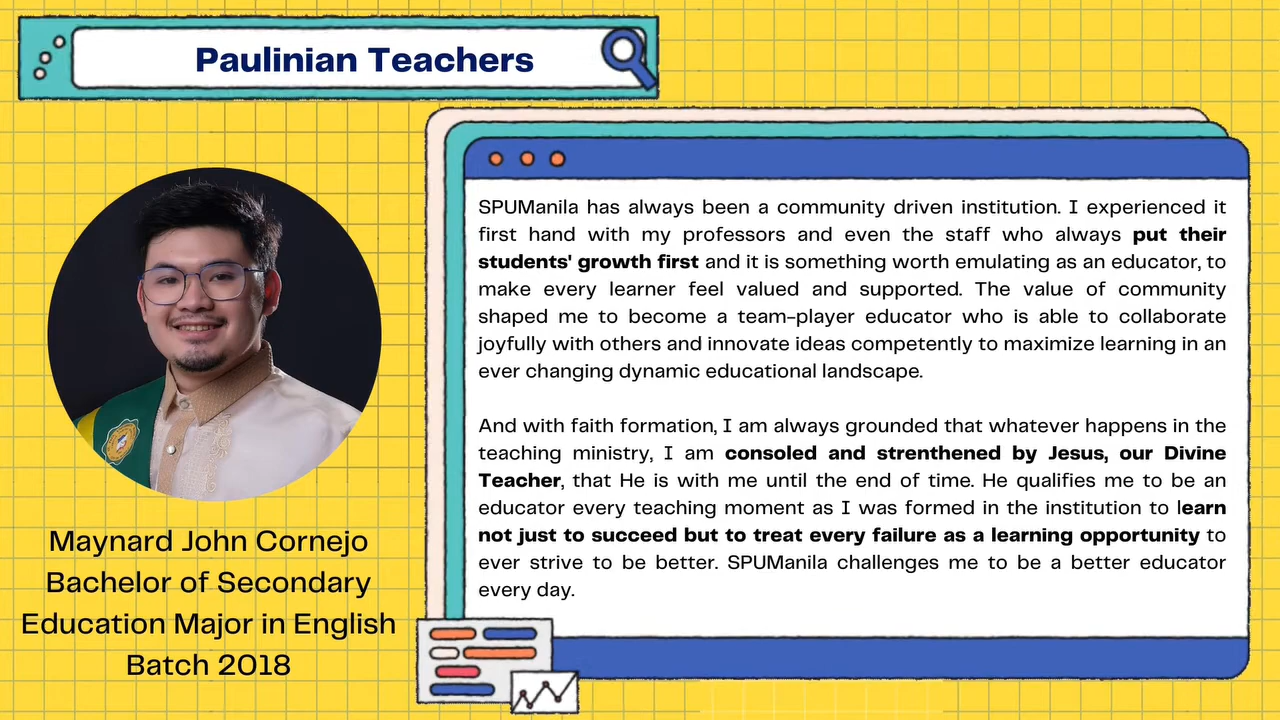 Paulinian Teachers
SPUManila has always been a community driven institution. I experienced it
first hand with my professors and even the staff who always put their
students' growth first and it is something worth emulating as an educator, to
make every learner feel valued and supported. The value of community
shaped me to become a team-player educator who is able to collaborate
joyfully with others and innovate ideas competently to maximize learning in an
ever changing dynamic educational landscape.
And with faith formation, I am always grounded that whatever happens in the
teaching ministry, I am consoled and strenthened by Jesus, our Divine
Teacher, that He is with me until the end of time. He qualifies me to be an
educator every teaching moment as I was formed in the institution to learn
not just to succeed but to treat every failure as a learning opportunity to
ever strive to be better. SPUManila challenges me to be a better educator
every day.
Maynard John Cornejo
Bachelor of Secondary
Education Major in English
Batch 2018